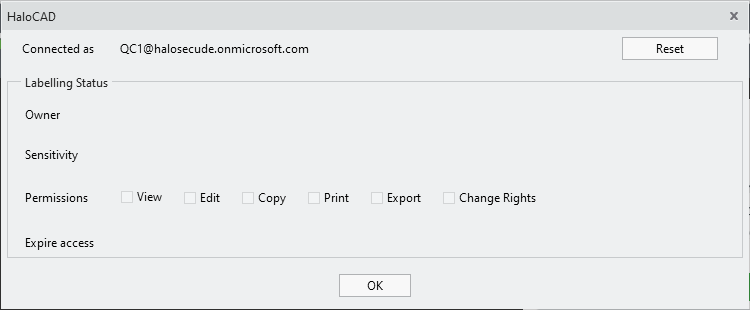 HaloCAD
Connected as QC1@halosecude.onmicrosoft.com Reset
Labelling Status
Owner
Sensitivity
Permissions View Edit Copy Print Export Change Rights
Expire access
OK